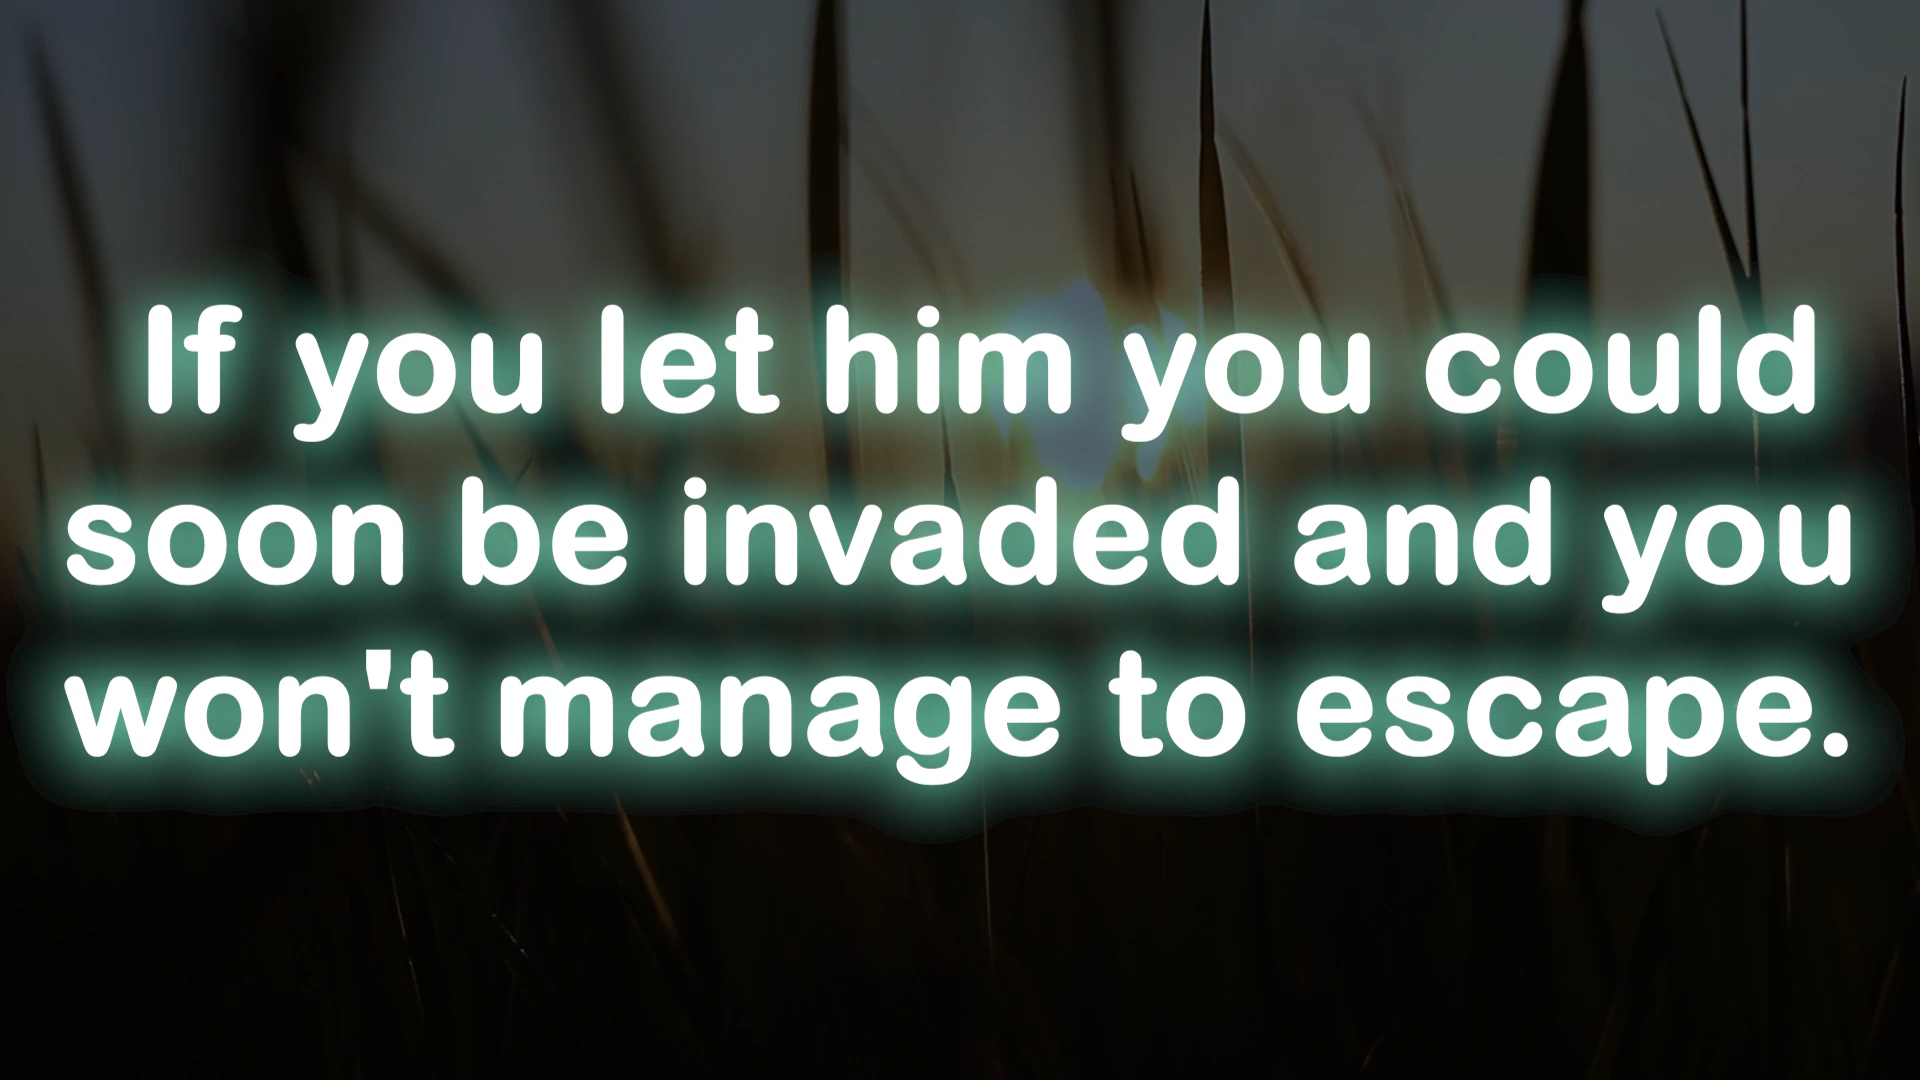 If you let him you could
soon be invaded and you
won't manage to escape.